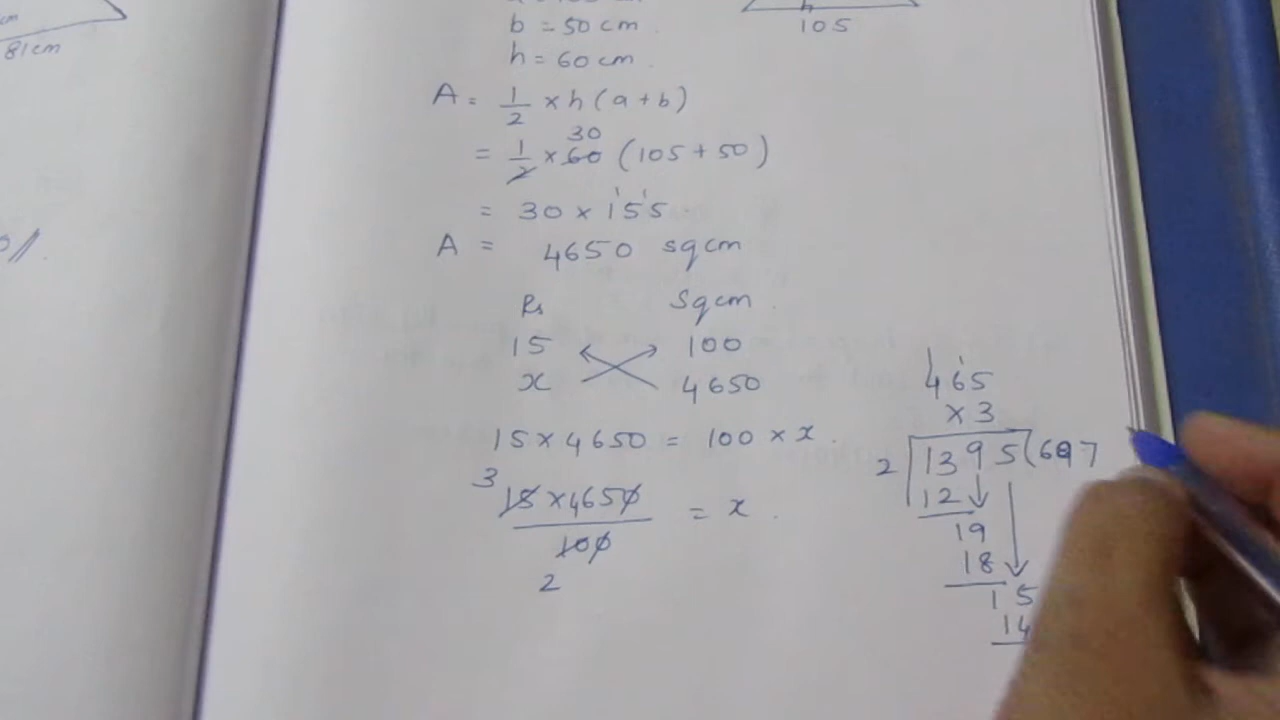 cm
81cm
b = 50 cm .
105
h = 60 cm .
A = 1/2 × h ( a + b )
30
= 1/2 × 60 ( 105 + 50 )
= 30 × 155
A = 4650 sqcm
Rs Sqcm
15 100
x 4650
15 × 4650 = 100 × x .
3
15 × 4650 = x .
100
2
465
× 3
2 1395 ( 697
12
19
18
15
14